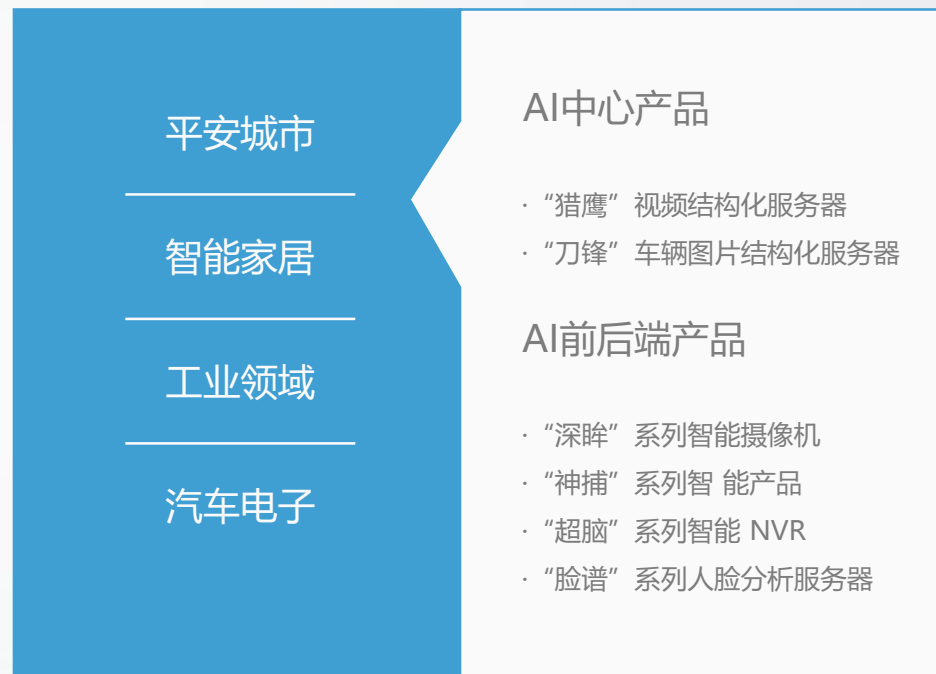 平安城市
智能家居
工业领域
汽车电子
AI中心产品
·“猎鹰”视频结构化服务器
·“刀锋”车辆图片结构化服务器
AI前后端产品
·“深眸”系列智能摄像机
·“神捕”系列智 能产品
·“超脑”系列智能 NVR
·“脸谱”系列人脸分析服务器